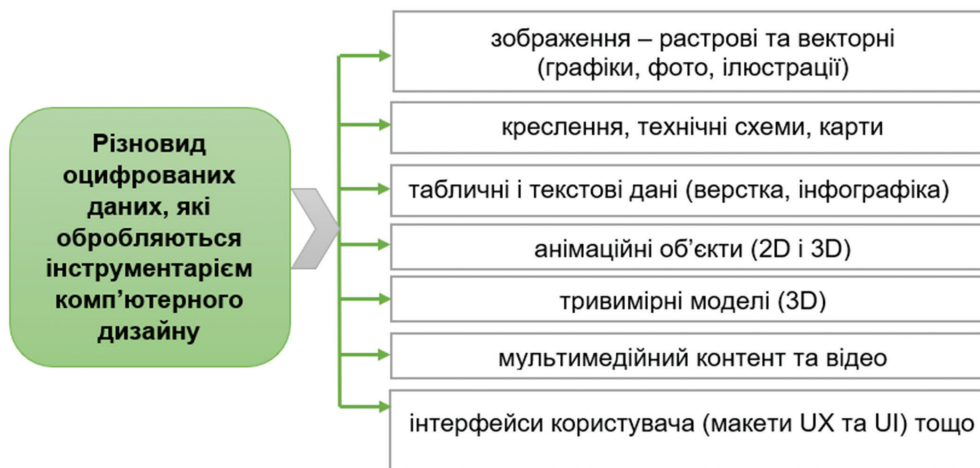 Різновид
оцифрованих
даних, які
обробляються
інструментарієм
комп’ютерного
дизайну
зображення – растрові та векторні
(графіки, фото, ілюстрації)
креслення, технічні схеми, карти
табличні і текстові дані (верстка, інфографіка)
анімаційні об’єкти (2D і 3D)
тривимірні моделі (3D)
мультимедійний контент та відео
інтерфейси користувача (макети UX та UI) тощо